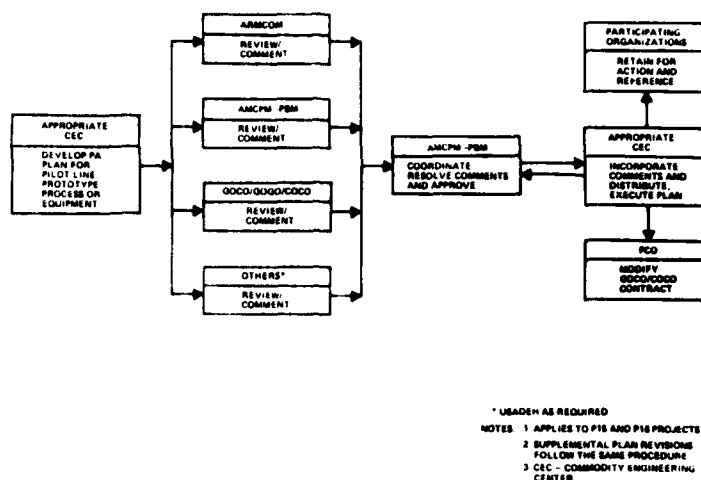 APPROPRIATE
CEC
DEVELOP PA
PLAN FOR
PILOT LINE
PROTOTYPE
PROCESS OR
EQUIPMENT
ARMCOM
REVIEW/
COMMENT
AMCPM-PBM
REVIEW/
COMMENT
GOCO/GOGO/COCO
REVIEW/
COMMENT
OTHERS*
REVIEW/
COMMENT
AMCPM-PBM
COORDINATE
RESOLVE COMMENTS
AND APPROVE
PARTICIPATING
ORGANIZATIONS
RETAIN FOR
ACTION AND
REFERENCE
APPROPRIATE
CEC
INCORPORATE
COMMENTS AND
DISTRIBUTE,
EXECUTE PLAN
PCO
MODIFY
GOCO/COCO
CONTRACT
* USADEH AS REQUIRED
NOTES 1 APPLIES TO P15 AND P16 PROJECTS
2 SUPPLEMENTAL PLAN REVISIONS
FOLLOW THE SAME PROCEDURE
3 CEC - COMMODITY ENGINEERING
CENTER